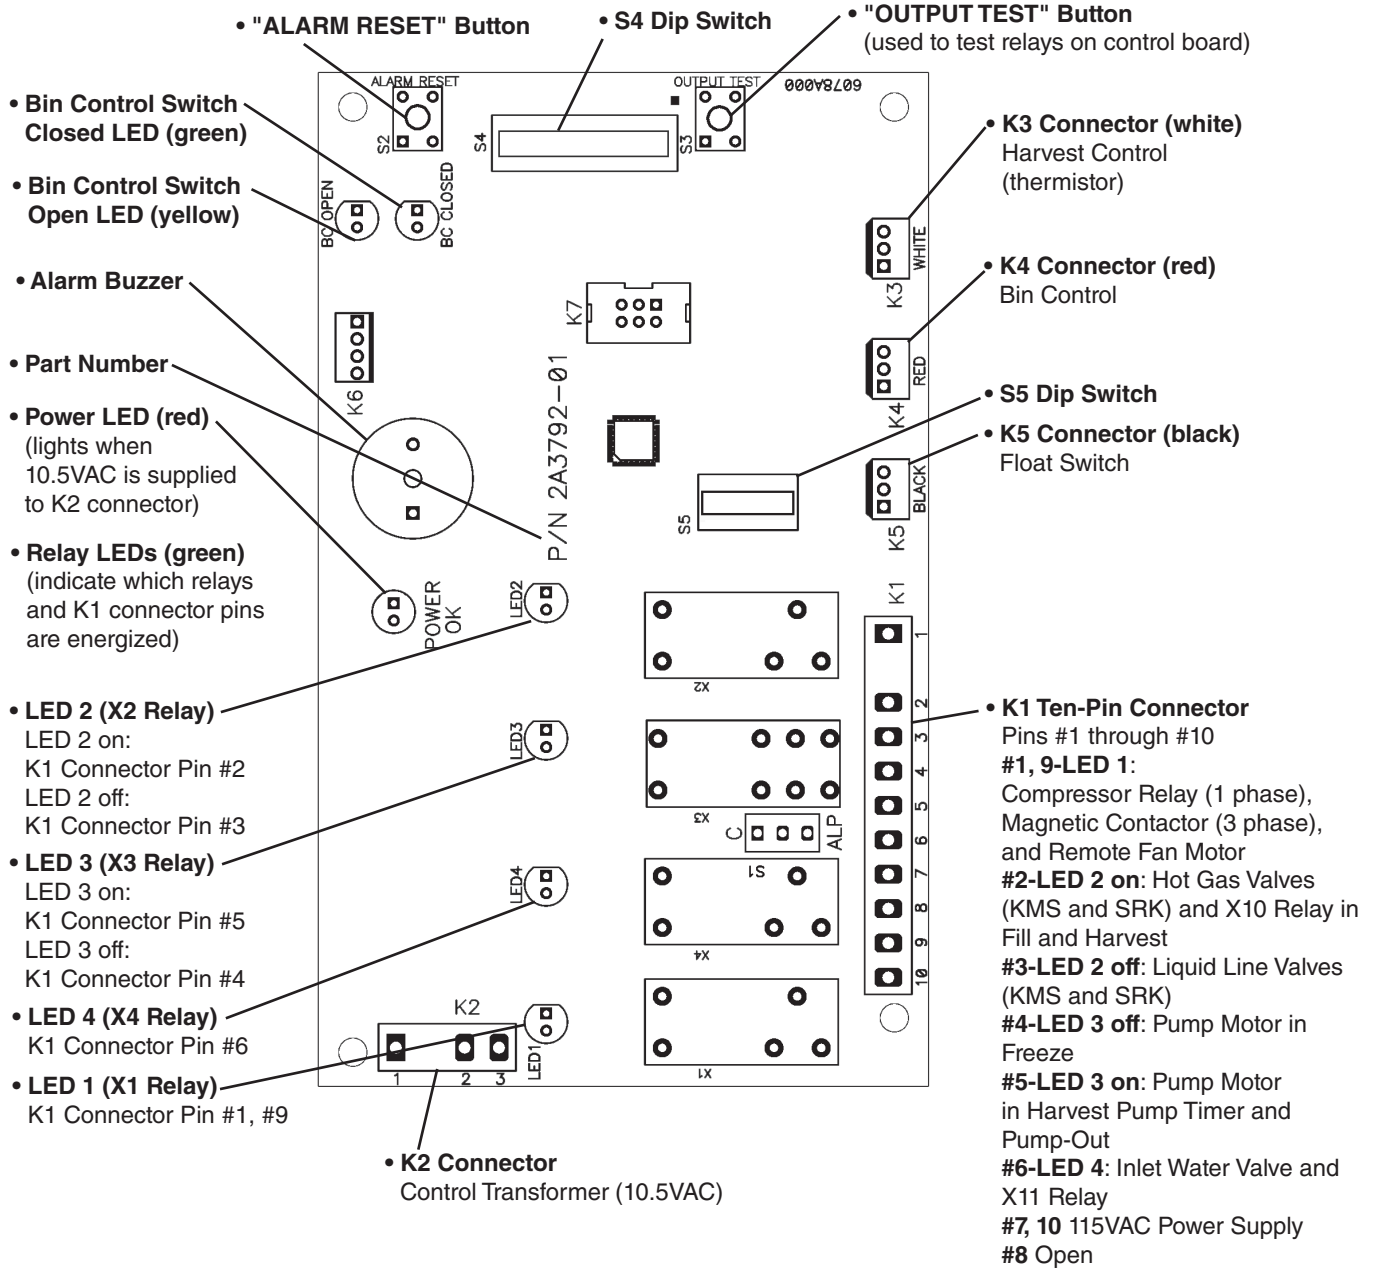 • "ALARM RESET" Button
• S4 Dip Switch
• "OUTPUT TEST" Button
(used to test relays on control board)
• Bin Control Switch
Closed LED (green)
• Bin Control Switch
Open LED (yellow)
• Alarm Buzzer
• Part Number
• Power LED (red)
(lights when
10.5VAC is supplied
to K2 connector)
• Relay LEDs (green)
(indicate which relays
and K1 connector pins
are energized)
• LED 2 (X2 Relay)
LED 2 on:
K1 Connector Pin #2
LED 2 off:
K1 Connector Pin #3
• LED 3 (X3 Relay)
LED 3 on:
K1 Connector Pin #5
LED 3 off:
K1 Connector Pin #4
• LED 4 (X4 Relay)
K1 Connector Pin #6
• LED 1 (X1 Relay)
K1 Connector Pin #1, #9
ALARM RESET
S2
S4
OUTPUT TEST
S3
6078A000
BC OPEN
BC CLOSED
K7
K6
P/N 2A3792-01
S5
WHITE
K3
RED
K4
BLACK
K5
POWER
OK
LED2
LED3
LED4
LED1
X2
X3
C
ALP
S1
X4
X1
K1
1
2
3
4
5
6
7
8
9
10
K2
1 2 3
• K2 Connector
Control Transformer (10.5VAC)
• K3 Connector (white)
Harvest Control
(thermistor)
• K4 Connector (red)
Bin Control
• S5 Dip Switch
• K5 Connector (black)
Float Switch
• K1 Ten-Pin Connector
Pins #1 through #10
#1, 9-LED 1:
Compressor Relay (1 phase),
Magnetic Contactor (3 phase),
and Remote Fan Motor
#2-LED 2 on: Hot Gas Valves
(KMS and SRK) and X10 Relay in
Fill and Harvest
#3-LED 2 off: Liquid Line Valves
(KMS and SRK)
#4-LED 3 off: Pump Motor in
Freeze
#5-LED 3 on: Pump Motor
in Harvest Pump Timer and
Pump-Out
#6-LED 4: Inlet Water Valve and
X11 Relay
#7, 10 115VAC Power Supply
#8 Open